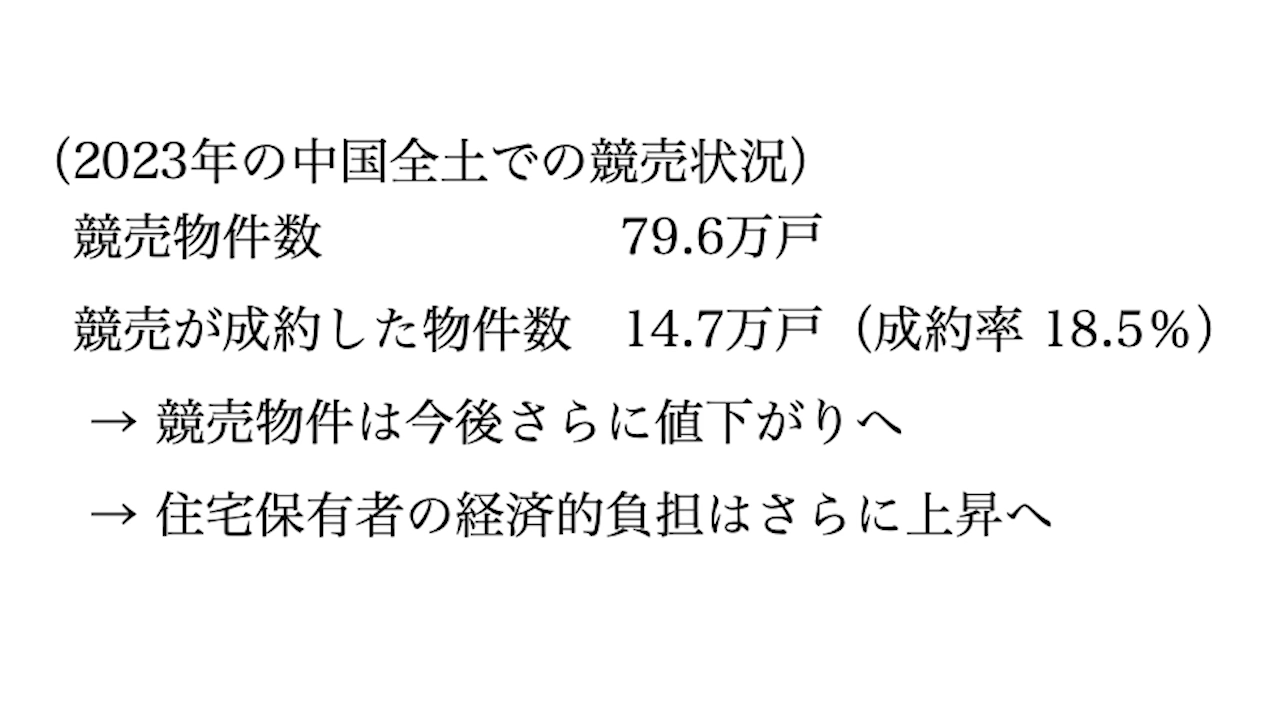 （2023年の中国全土での競売状況）
競売物件数　79.6万戸
競売が成約した物件数　14.7万戸（成約率 18.5％）
→ 競売物件は今後さらに値下がりへ
→ 住宅保有者の経済的負担はさらに上昇へ